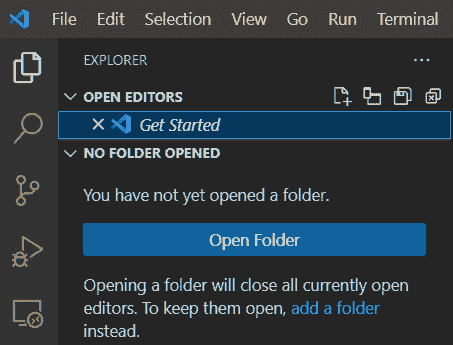 File Edit Selection View Go Run Terminal
EXPLORER
OPEN EDITORS
Get Started
NO FOLDER OPENED
You have not yet opened a folder.
Open Folder
Opening a folder will close all currently open
editors. To keep them open, add a folder
instead.